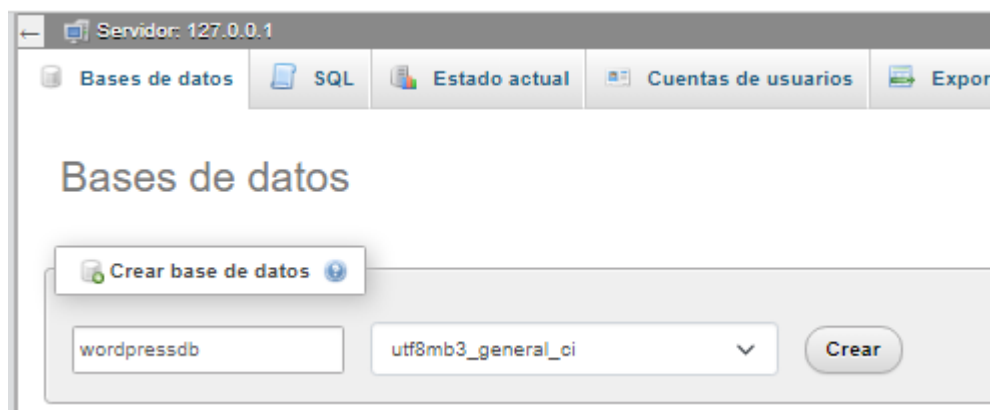 Servidor: 127.0.0.1
Bases de datos SQL Estado actual Cuentas de usuarios Expor
Bases de datos
Crear base de datos
wordpressdb utf8mb3_general_ci Crear